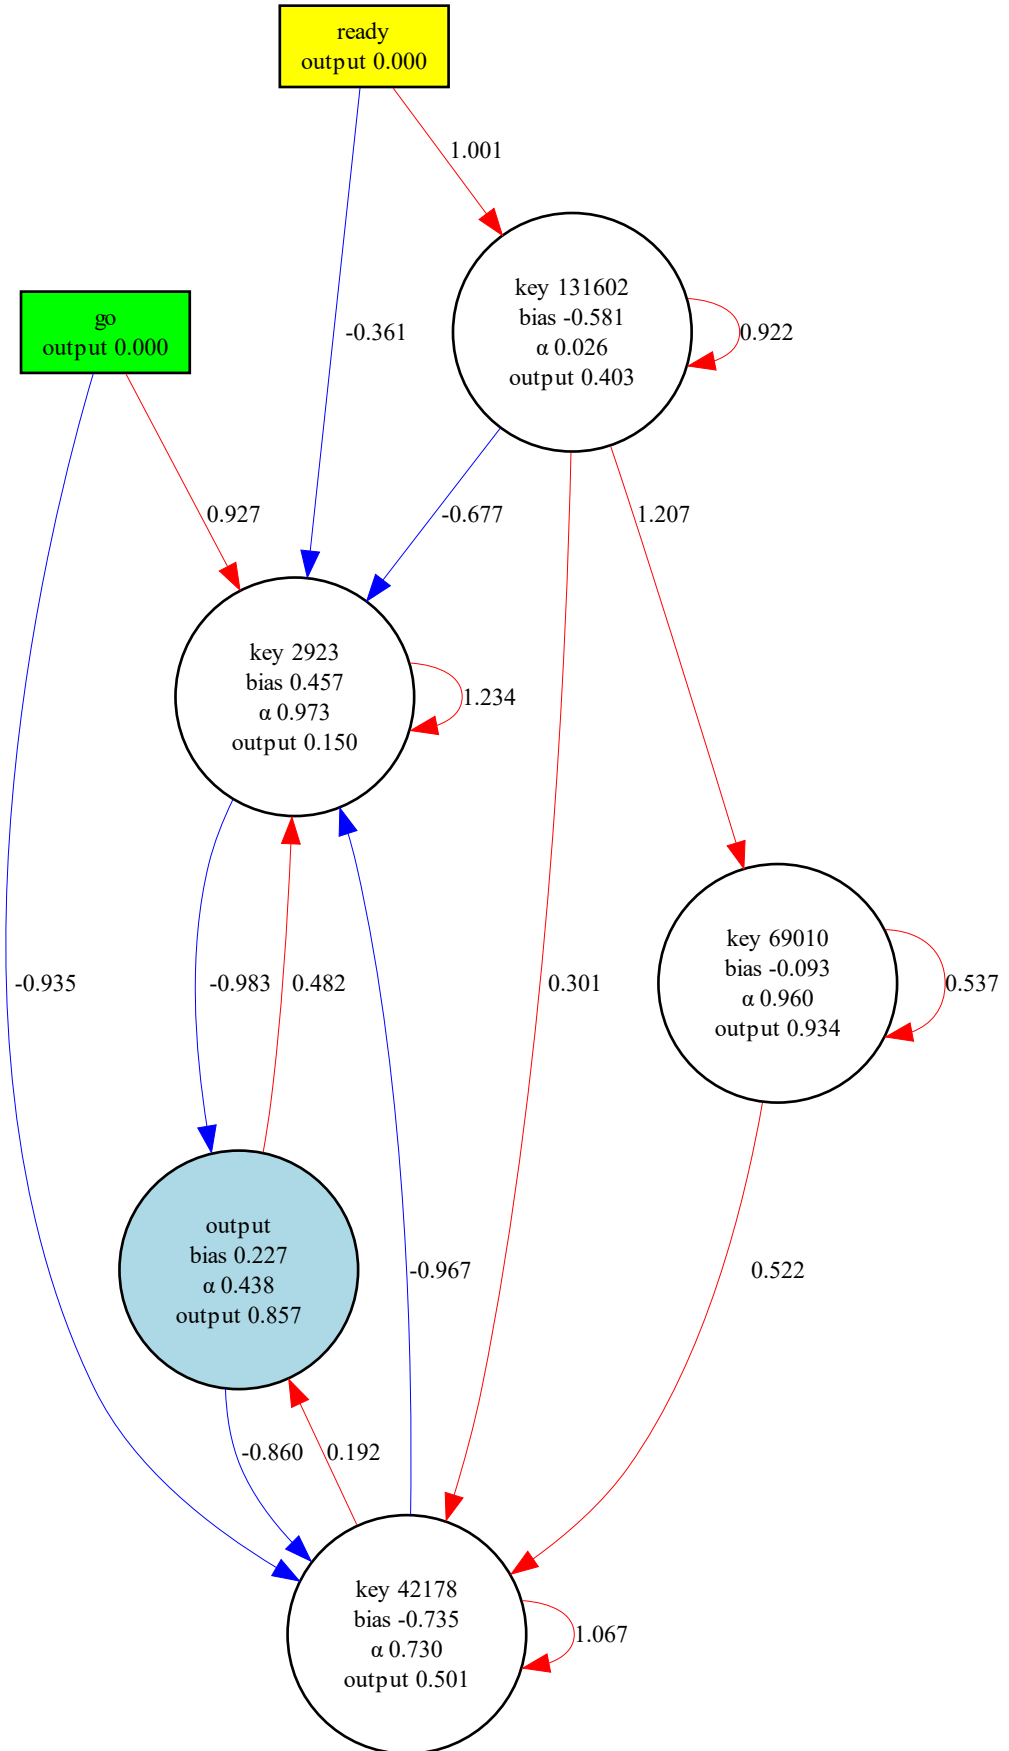 ready
output 0.000
1.001
key 131602
bias -0.581
α 0.026
output 0.403
0.922
go
output 0.000
-0.361
0.927
-0.677
1.207
key 2923
bias 0.457
α 0.973
output 0.150
1.234
-0.935
-0.983
0.482
0.301
key 69010
bias -0.093
α 0.960
output 0.934
0.537
output
bias 0.227
α 0.438
output 0.857
-0.967
0.522
-0.860
0.192
key 42178
bias -0.735
α 0.730
output 0.501
1.067